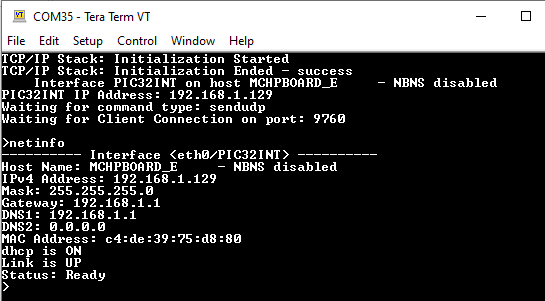 COM35 - Tera Term VT
File Edit Setup Control Window Help
TCP/IP Stack: Initialization Started
TCP/IP Stack: Initialization Ended - success
    Interface PIC32INT on host MCHPBOARD_E     - NBNS disabled
PIC32INT IP Address: 192.168.1.129
Waiting for command type: sendudp
Waiting for Client Connection on port: 9760
>netinfo
---------- Interface <eth0/PIC32INT> ----------
Host Name: MCHPBOARD_E     - NBNS disabled
IPv4 Address: 192.168.1.129
Mask: 255.255.255.0
Gateway: 192.168.1.1
DNS1: 192.168.1.1
DNS2: 0.0.0.0
MAC Address: c4:de:39:75:d8:80
dhcp is ON
Link is UP
Status: Ready
>